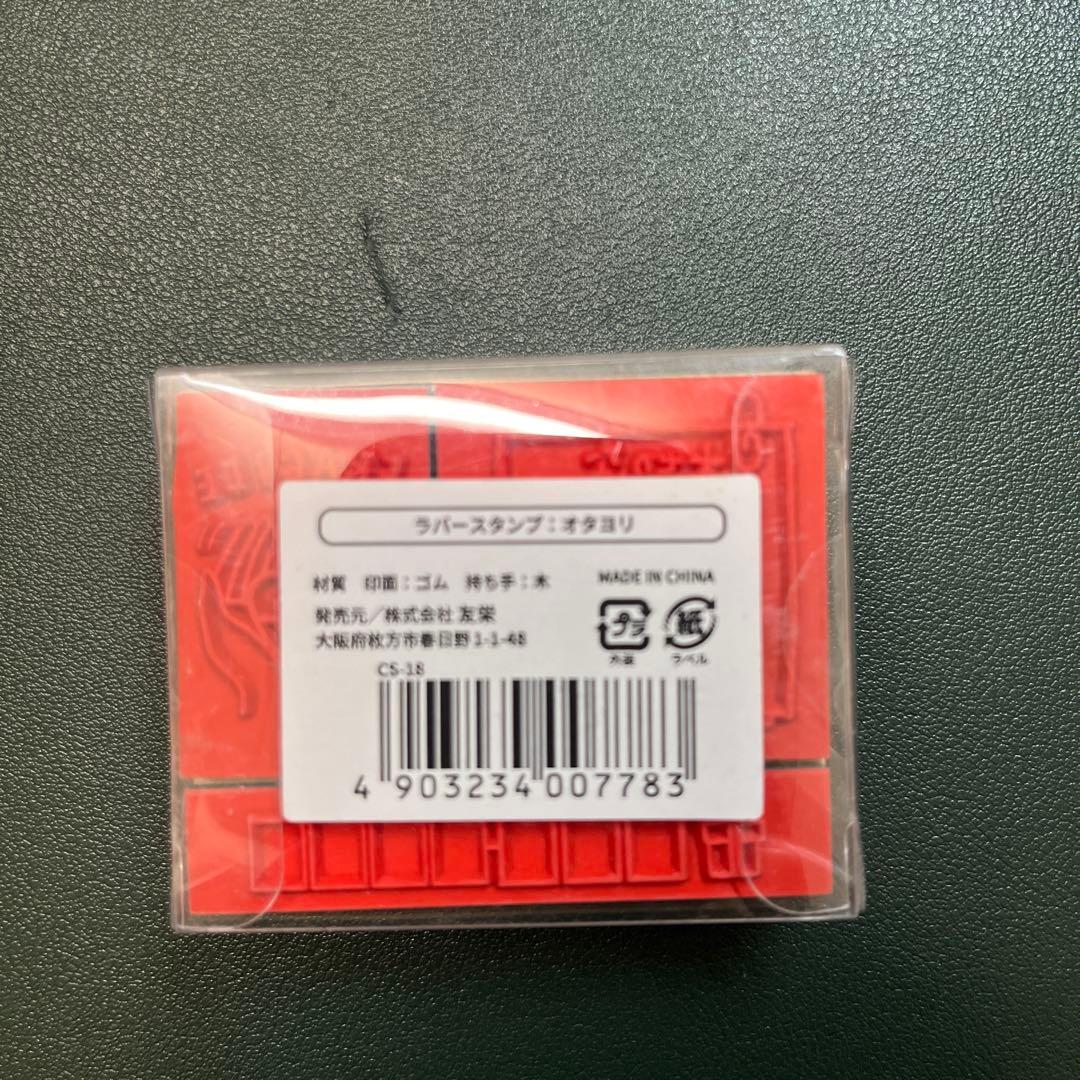 ラバースタンプ：オタヨリ
材質 印面：ゴム 持ち手：木
MADE IN CHINA
発売元／株式会社 友栄
大阪府枚方市春日野1-1-48
プラ
外装
紙
ラベル
CS-18
4 903234 007783